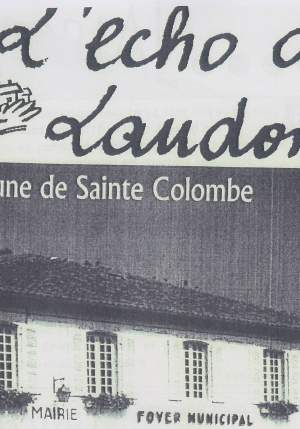 L'écho d
Laudon
une de Sainte Colombe
MAIRIE FOYER MUNICIPAL